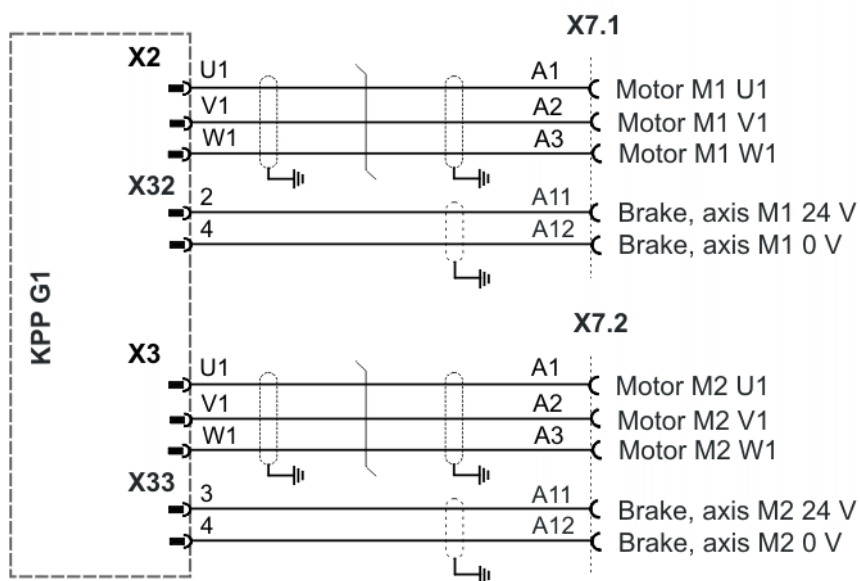 X7.1
X2
U1 A1 Motor M1 U1
V1 A2 Motor M1 V1
W1 A3 Motor M1 W1
X32
2 A11 Brake, axis M1 24 V
4 A12 Brake, axis M1 0 V
KPP G1
X7.2
X3
U1 A1 Motor M2 U1
V1 A2 Motor M2 V1
W1 A3 Motor M2 W1
X33
3 A11 Brake, axis M2 24 V
4 A12 Brake, axis M2 0 V